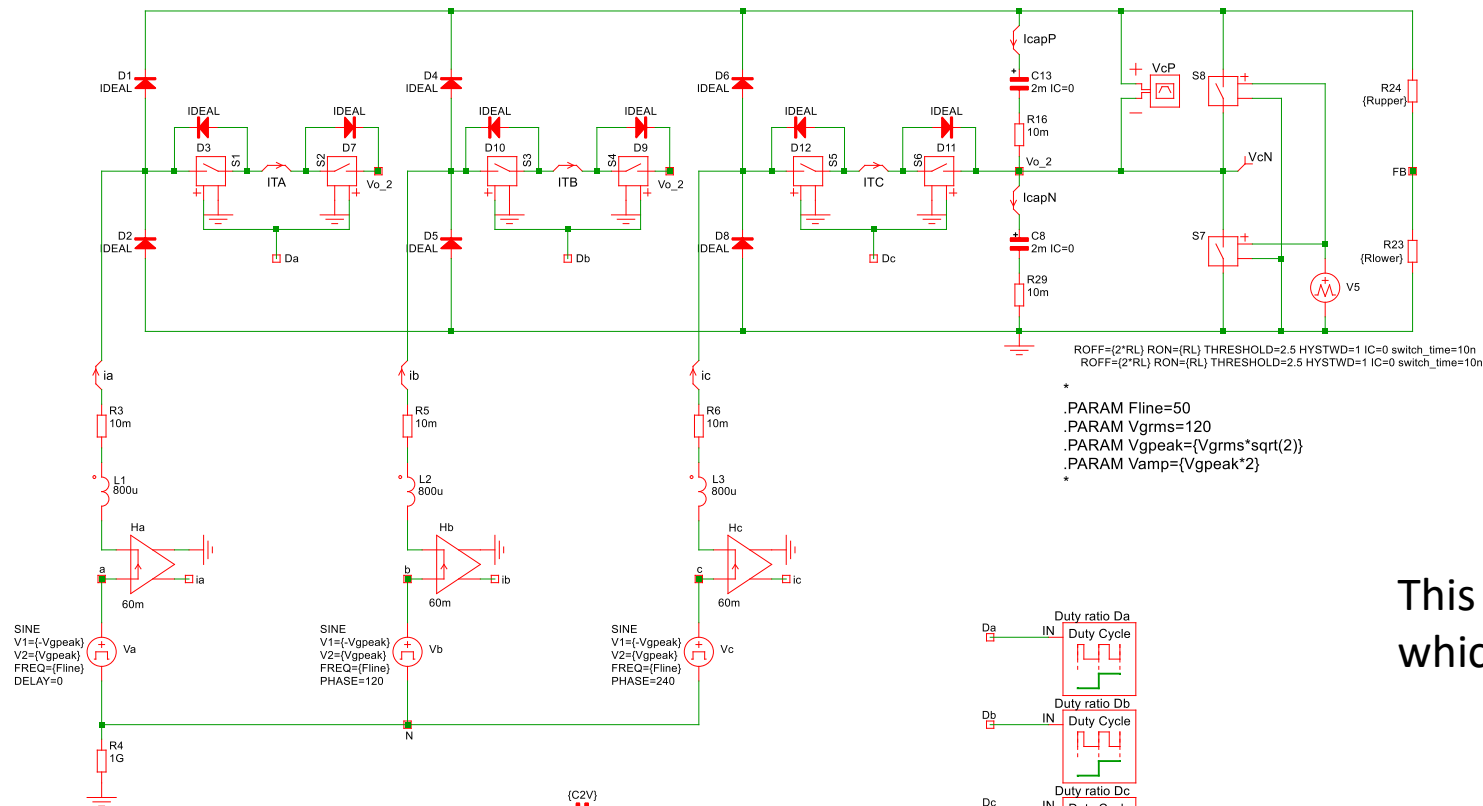 IcapP
D1
IDEAL
D4
IDEAL
D6
IDEAL
C13
2m IC=0
VcP
S8
R24
{Rupper}
IDEAL
IDEAL
IDEAL
IDEAL
IDEAL
IDEAL
R16
10m
D3
S1
S2
D7
D10
S3
S4
D9
D12
S5
S6
D11
Vo_2
VcN
ITA
Vo_2
ITB
Vo_2
ITC
FB
IcapN
D2
IDEAL
D5
IDEAL
D8
IDEAL
C8
2m IC=0
S7
R23
{Rlower}
Da
Db
Dc
R29
10m
V5
ROFF={2*RL} RON={RL} THRESHOLD=2.5 HYSTWD=1 IC=0 switch_time=10n
ROFF={2*RL} RON={RL} THRESHOLD=2.5 HYSTWD=1 IC=0 switch_time=10n
ia
ib
ic
*
.PARAM Fline=50
.PARAM Vgrms=120
.PARAM Vgpeak={Vgrms*sqrt(2)}
.PARAM Vamp={Vgpeak*2}
*
R3
10m
R5
10m
R6
10m
L1
800u
L2
800u
L3
800u
Ha
Hb
Hc
a
ia
b
ib
c
ic
60m
60m
60m
This
whic
SINE
V1={-Vgpeak}
V2={Vgpeak}
FREQ={Fline}
DELAY=0
Va
SINE
V1={-Vgpeak}
V2={Vgpeak}
FREQ={Fline}
PHASE=120
Vb
SINE
V1={-Vgpeak}
V2={Vgpeak}
FREQ={Fline}
PHASE=240
Vc
Duty ratio Da
Da
IN
Duty Cycle
Duty ratio Db
Db
IN
Duty Cycle
N
R4
1G
{C2V}
Duty ratio Dc
Dc
IN
Duty Cycle